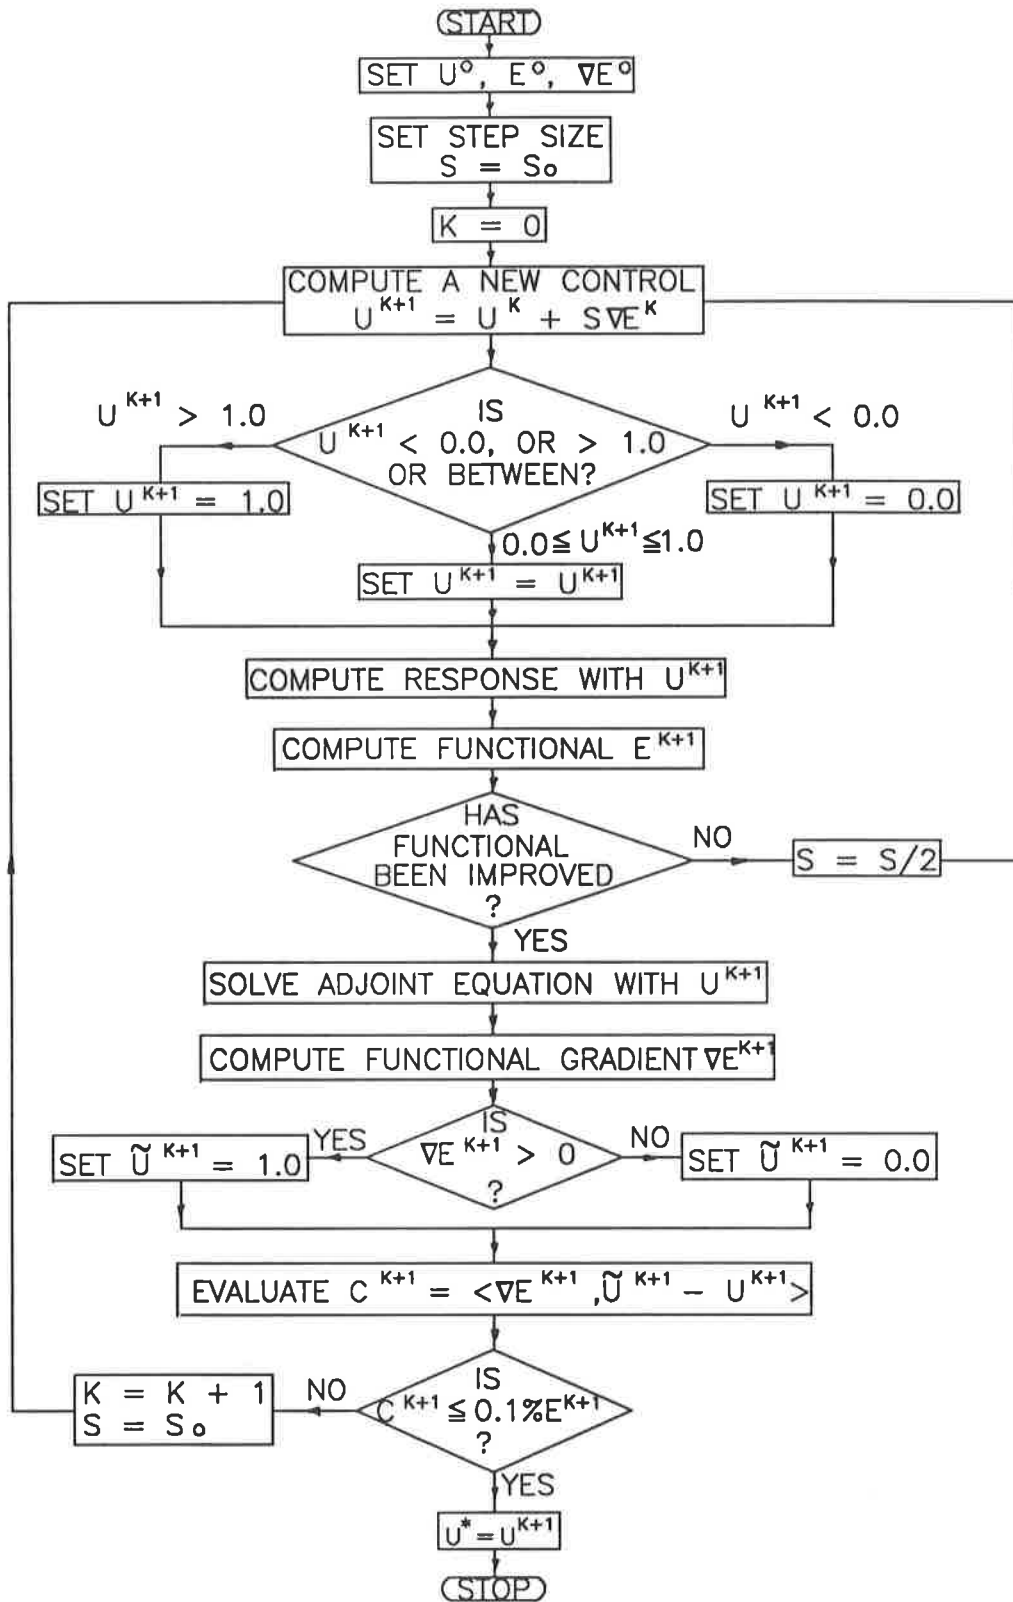 START
SET U⁰, E⁰, ∇E⁰
SET STEP SIZE
S = S₀
K = 0
COMPUTE A NEW CONTROL
U^K+1 = U^K + S∇E^K
U^K+1 > 1.0
IS
U^K+1 < 0.0, OR > 1.0
OR BETWEEN?
U^K+1 < 0.0
SET U^K+1 = 1.0
SET U^K+1 = 0.0
0.0 ≦ U^K+1 ≦ 1.0
SET U^K+1 = U^K+1
COMPUTE RESPONSE WITH U^K+1
COMPUTE FUNCTIONAL E^K+1
HAS
FUNCTIONAL
BEEN IMPROVED
?
NO
S = S/2
YES
SOLVE ADJOINT EQUATION WITH U^K+1
COMPUTE FUNCTIONAL GRADIENT ∇E^K+1
IS
∇E^K+1 > 0
?
YES
NO
SET Ũ^K+1 = 1.0
SET Ũ^K+1 = 0.0
EVALUATE C^K+1 = <∇E^K+1 ,Ũ^K+1 − U^K+1>
IS
C^K+1 ≦ 0.1%E^K+1
?
NO
K = K + 1
S = S₀
YES
U* = U^K+1
STOP